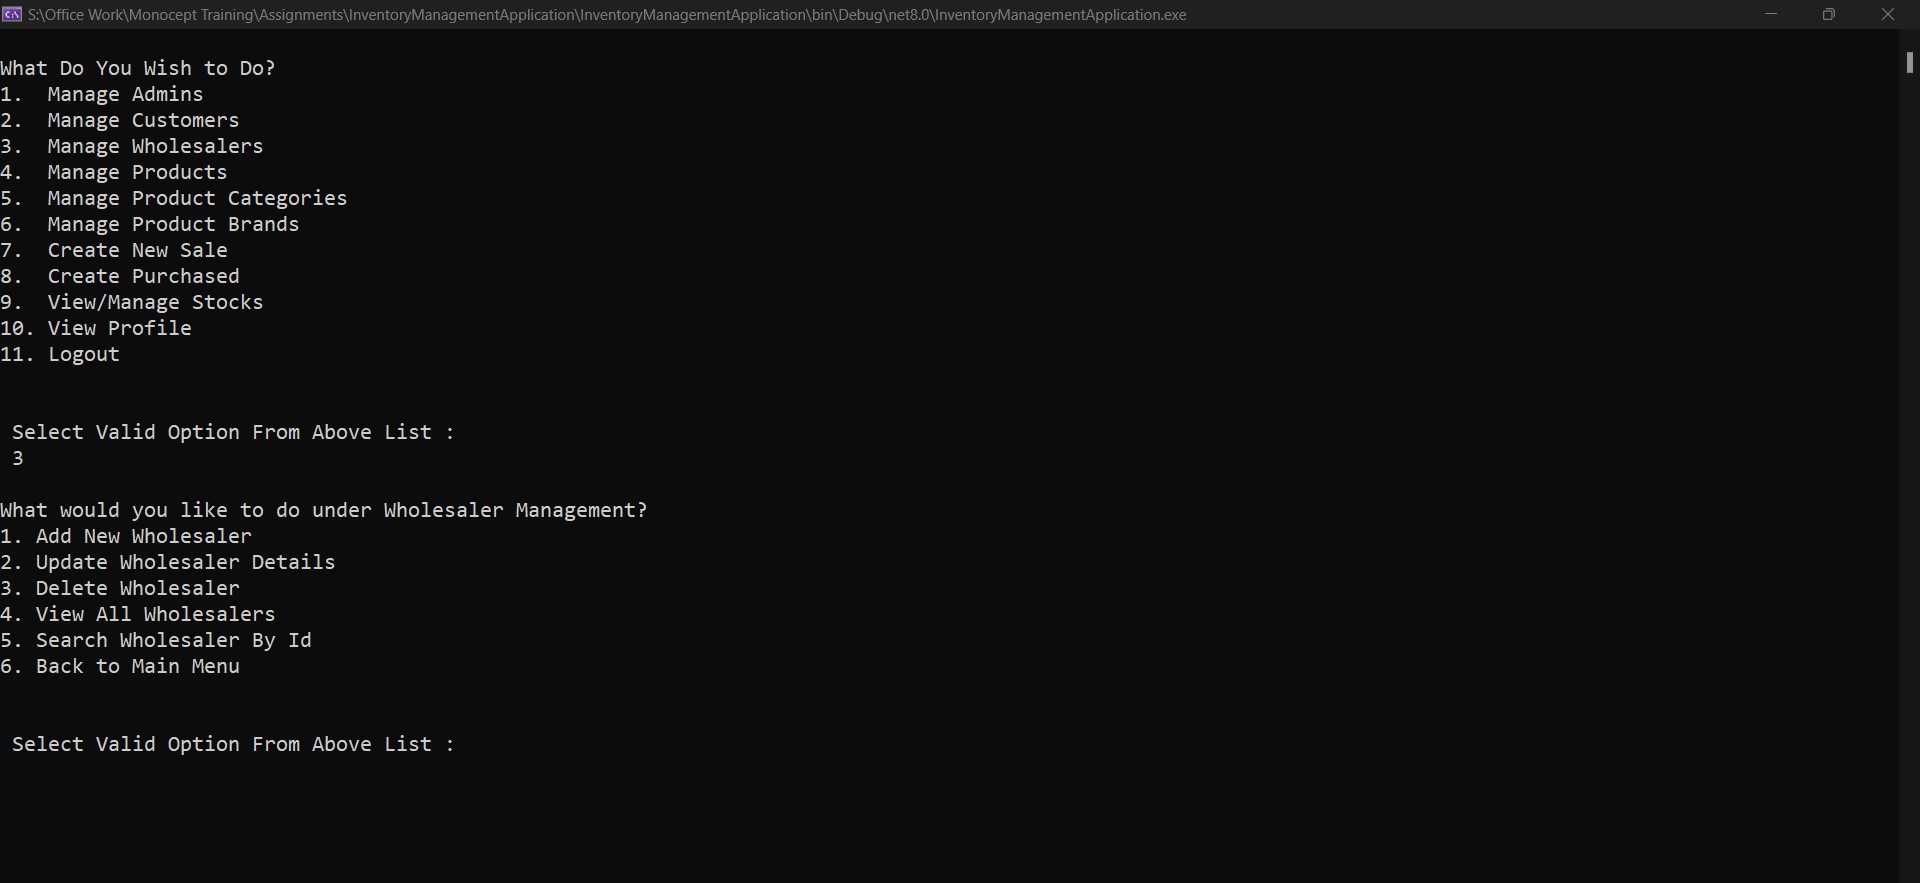 S:\Office Work\Monocept Training\Assignments\InventoryManagementApplication\InventoryManagementApplication\bin\Debug\net8.0\InventoryManagementApplication.exe
What Do You Wish to Do?
1.  Manage Admins
2.  Manage Customers
3.  Manage Wholesalers
4.  Manage Products
5.  Manage Product Categories
6.  Manage Product Brands
7.  Create New Sale
8.  Create Purchased
9.  View/Manage Stocks
10. View Profile
11. Logout
Select Valid Option From Above List :
3
What would you like to do under Wholesaler Management?
1. Add New Wholesaler
2. Update Wholesaler Details
3. Delete Wholesaler
4. View All Wholesalers
5. Search Wholesaler By Id
6. Back to Main Menu
Select Valid Option From Above List :